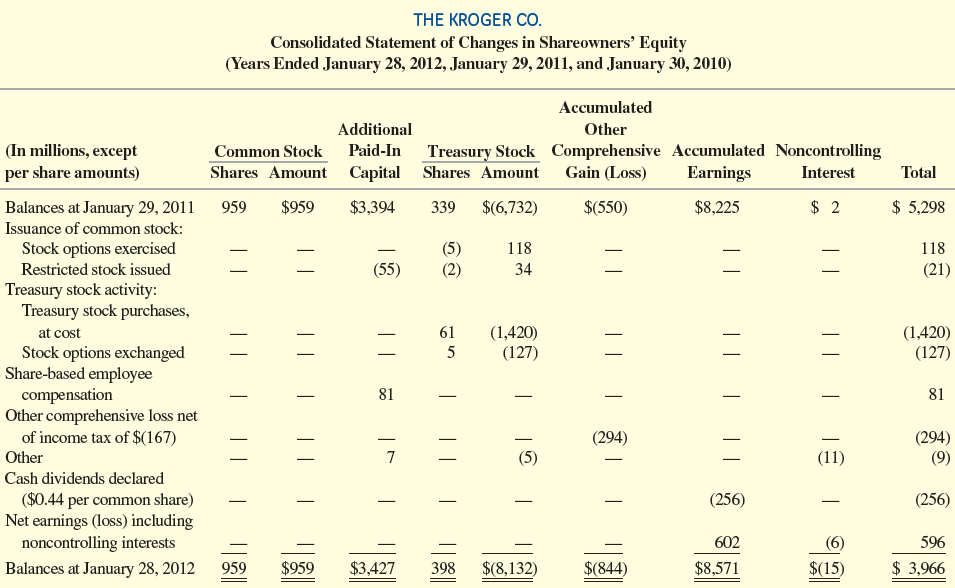 THE KROGER CO.
Consolidated Statement of Changes in Shareowners' Equity
(Years Ended January 28, 2012, January 29, 2011, and January 30, 2010)
Accumulated
Additional Other
(In millions, except Common Stock Paid-In Treasury Stock Comprehensive Accumulated Noncontrolling
per share amounts) Shares Amount Capital Shares Amount Gain (Loss) Earnings Interest Total
Balances at January 29, 2011 959 $959 $3,394 339 $(6,732) $(550) $8,225 $ 2 $ 5,298
Issuance of common stock:
Stock options exercised — — — (5) 118 — — — 118
Restricted stock issued — — (55) (2) 34 — — — (21)
Treasury stock activity:
Treasury stock purchases,
at cost — — — 61 (1,420) — — — (1,420)
Stock options exchanged — — — 5 (127) — — — (127)
Share-based employee
compensation — — 81 — — — — — 81
Other comprehensive loss net
of income tax of $(167) — — — — — (294) — — (294)
Other — — 7 — (5) — — (11) (9)
Cash dividends declared
($0.44 per common share) — — — — — — (256) — (256)
Net earnings (loss) including
noncontrolling interests — — — — — — 602 (6) 596
Balances at January 28, 2012 959 $959 $3,427 398 $(8,132) $(844) $8,571 $(15) $ 3,966